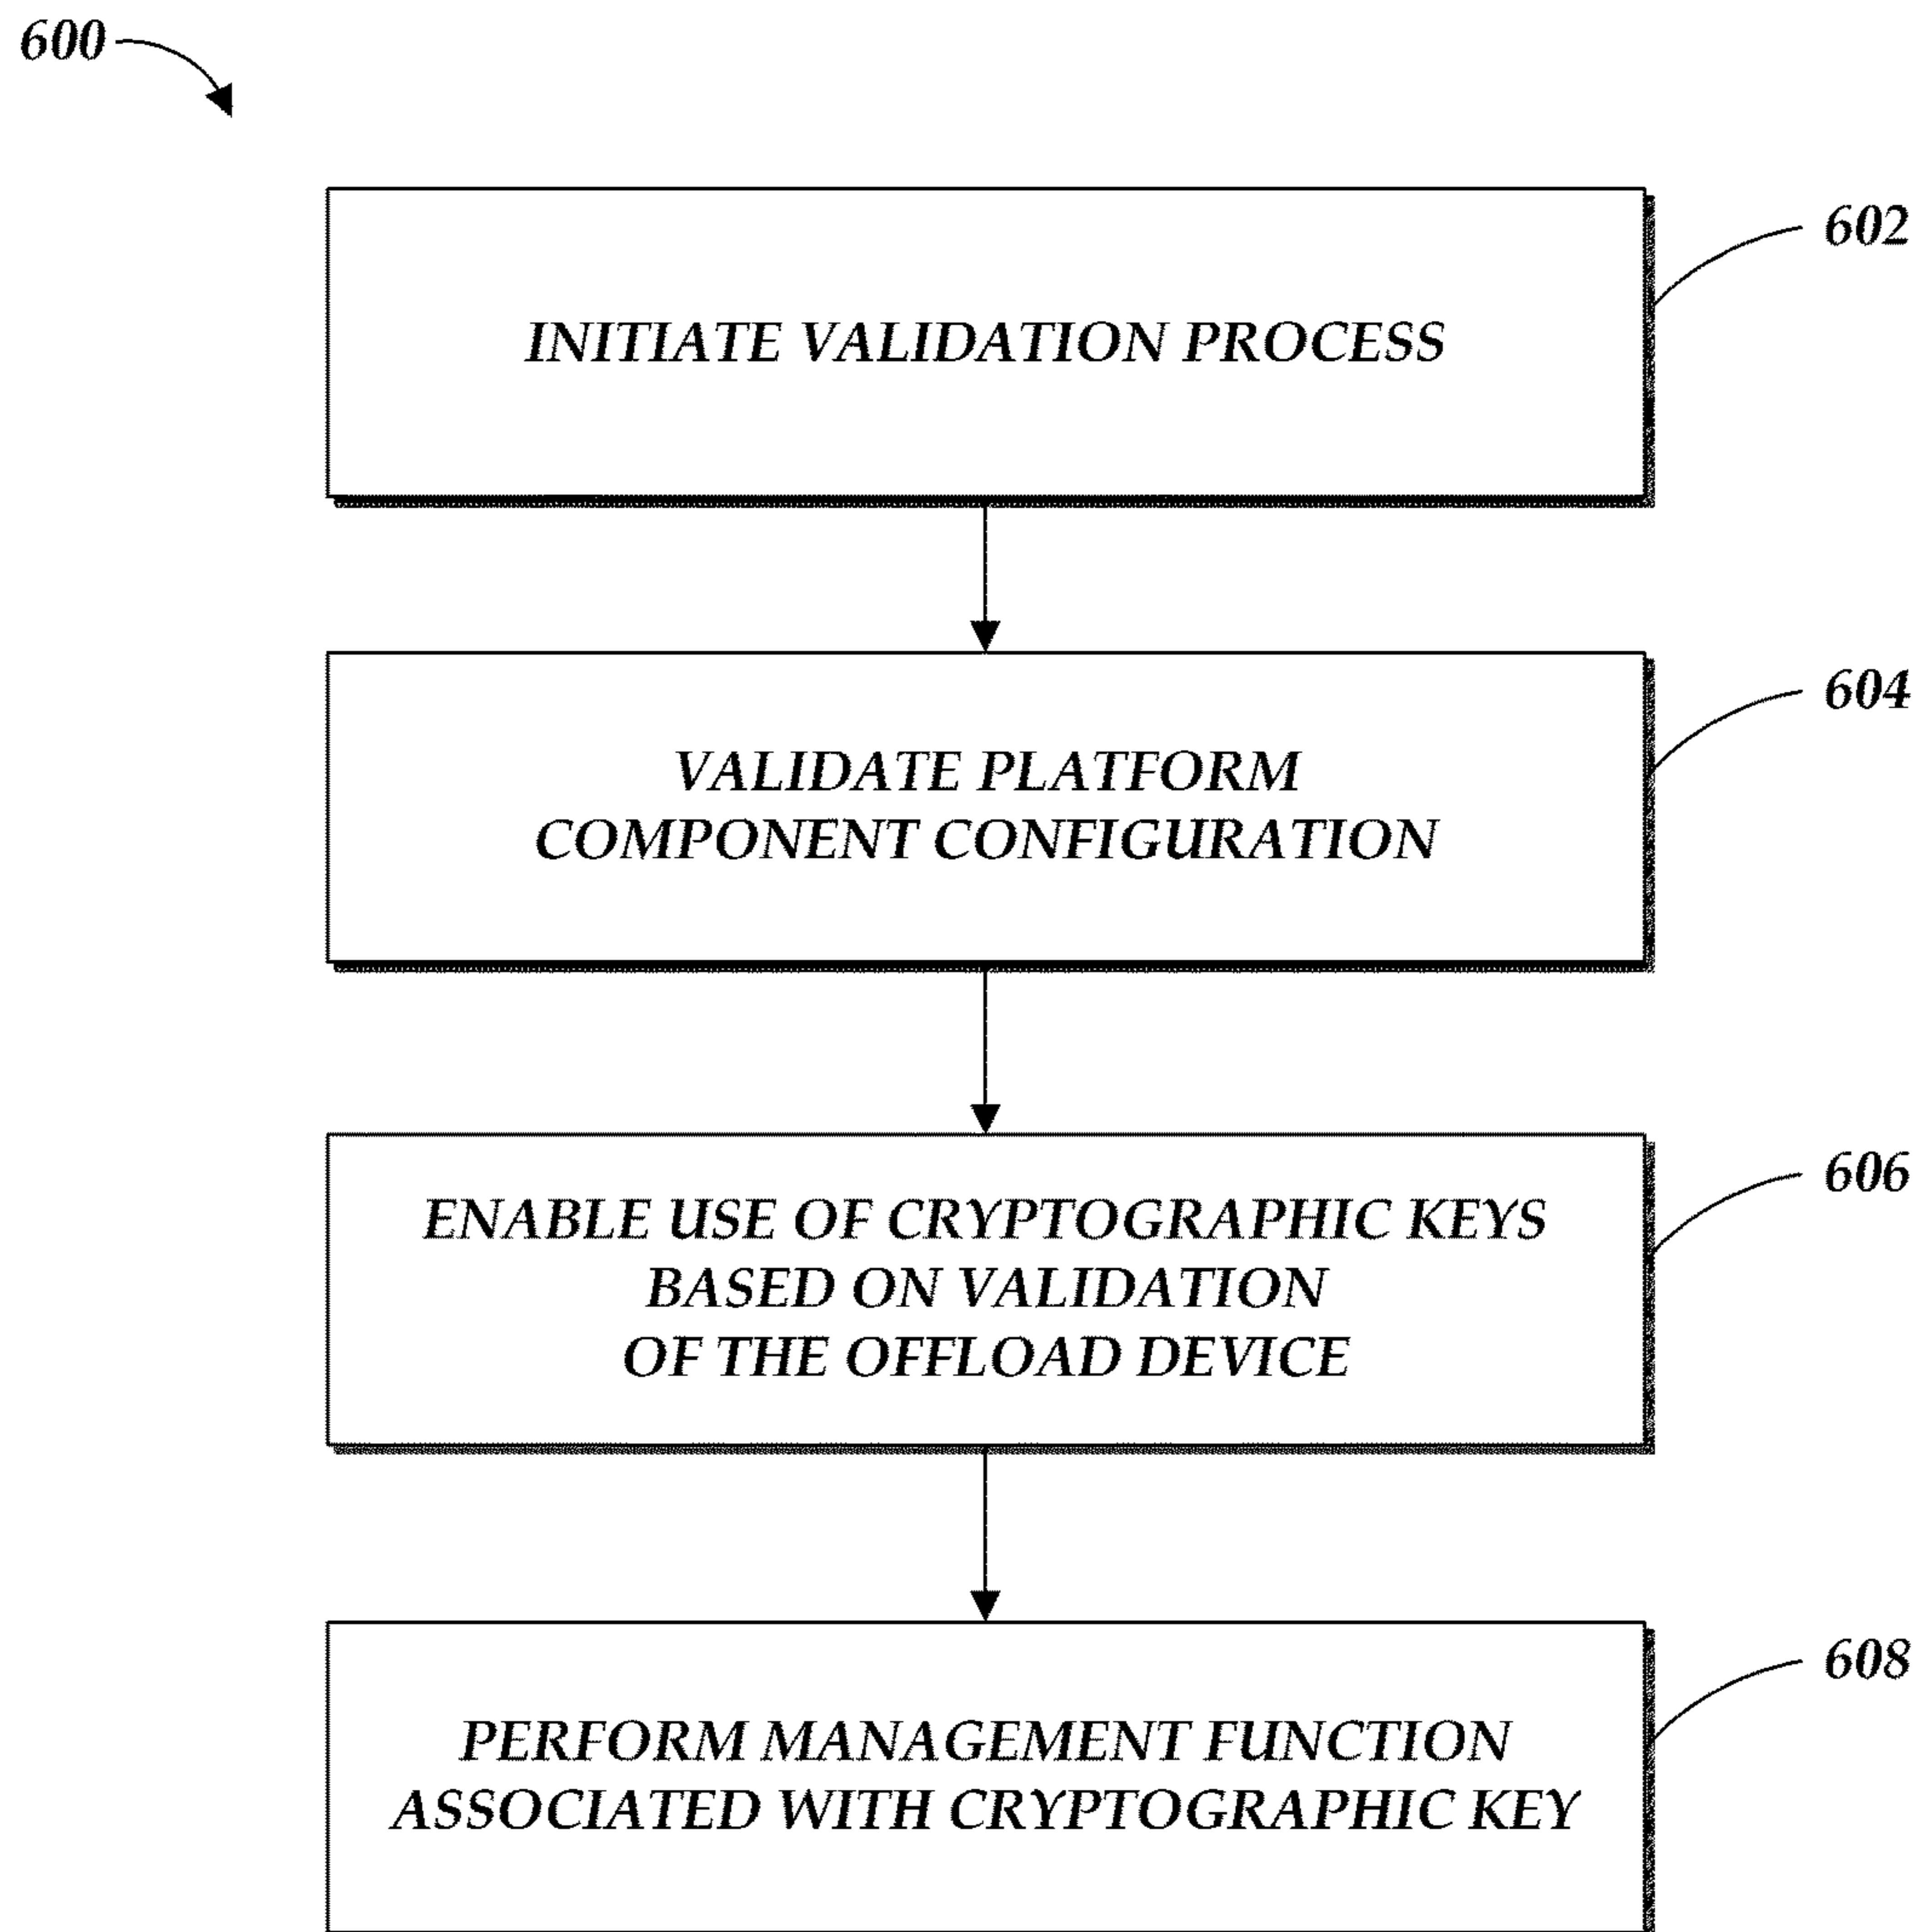 600
602
INITIATE VALIDATION PROCESS
604
VALIDATE PLATFORM
COMPONENT CONFIGURATION
606
ENABLE USE OF CRYPTOGRAPHIC KEYS
BASED ON VALIDATION
OF THE OFFLOAD DEVICE
608
PERFORM MANAGEMENT FUNCTION
ASSOCIATED WITH CRYPTOGRAPHIC KEY